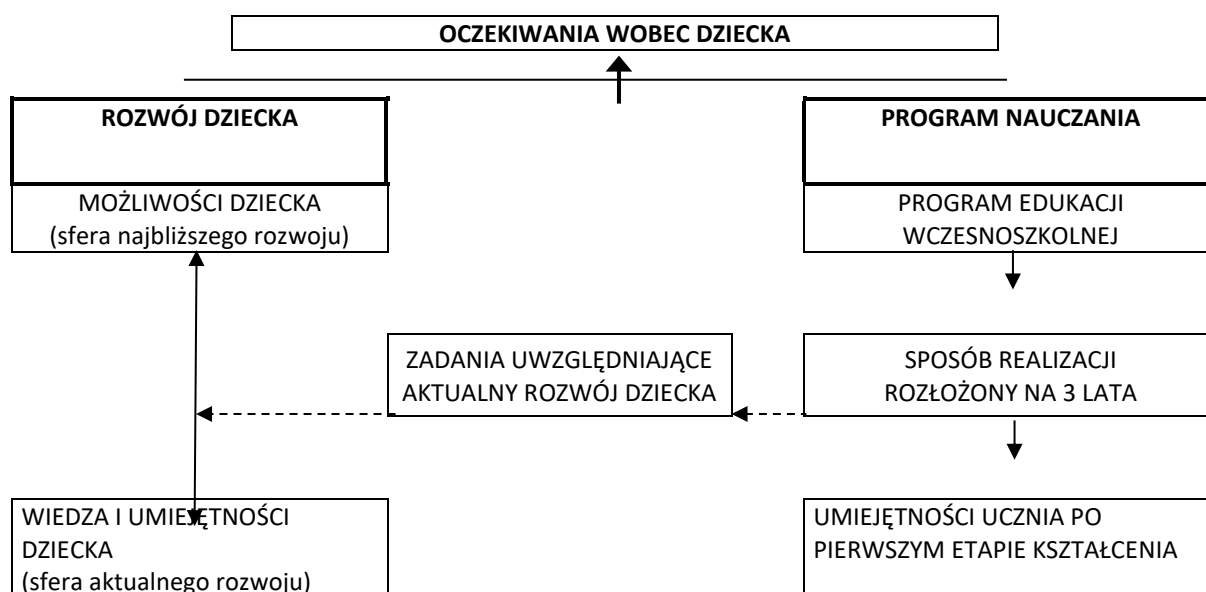 OCZEKIWANIA WOBEC DZIECKA
ROZWÓJ DZIECKA
PROGRAM NAUCZANIA
MOŻLIWOŚCI DZIECKA
(sfera najbliższego rozwoju)
PROGRAM EDUKACJI
WCZESNOSZKOLNEJ
ZADANIA UWZGLĘDNIAJĄCE
AKTUALNY ROZWÓJ DZIECKA
SPOSÓB REALIZACJI
ROZŁOŻONY NA 3 LATA
WIEDZA I UMIEJĘTNOŚCI
DZIECKA
(sfera aktualnego rozwoju)
UMIEJĘTNOŚCI UCZNIA PO
PIERWSZYM ETAPIE KSZTAŁCENIA